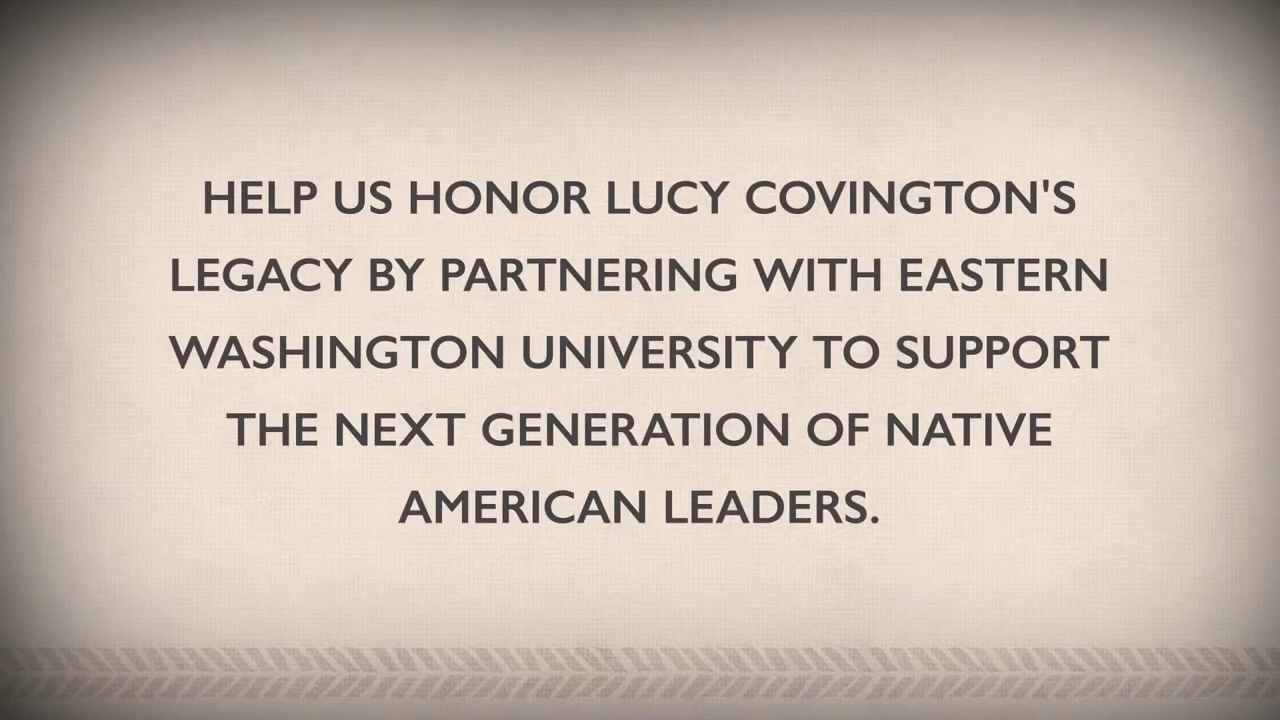 HELP US HONOR LUCY COVINGTON'S
LEGACY BY PARTNERING WITH EASTERN
WASHINGTON UNIVERSITY TO SUPPORT
THE NEXT GENERATION OF NATIVE
AMERICAN LEADERS.